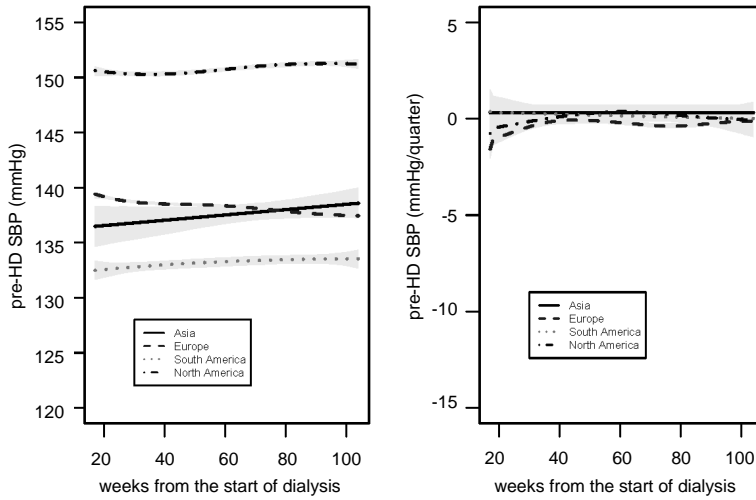 155
150
145
138
135
133
125
120
pre-HD SBP (mmHg)
Asia
Europe
South America
North America
20
40
60
80
100
weeks from the start of dialysis
5
0
-5
-10
-15
pre-HD SBP (mmHg/quarter)
Asia
Europe
South America
North America
20
40
60
80
100
weeks from the start of dialysis